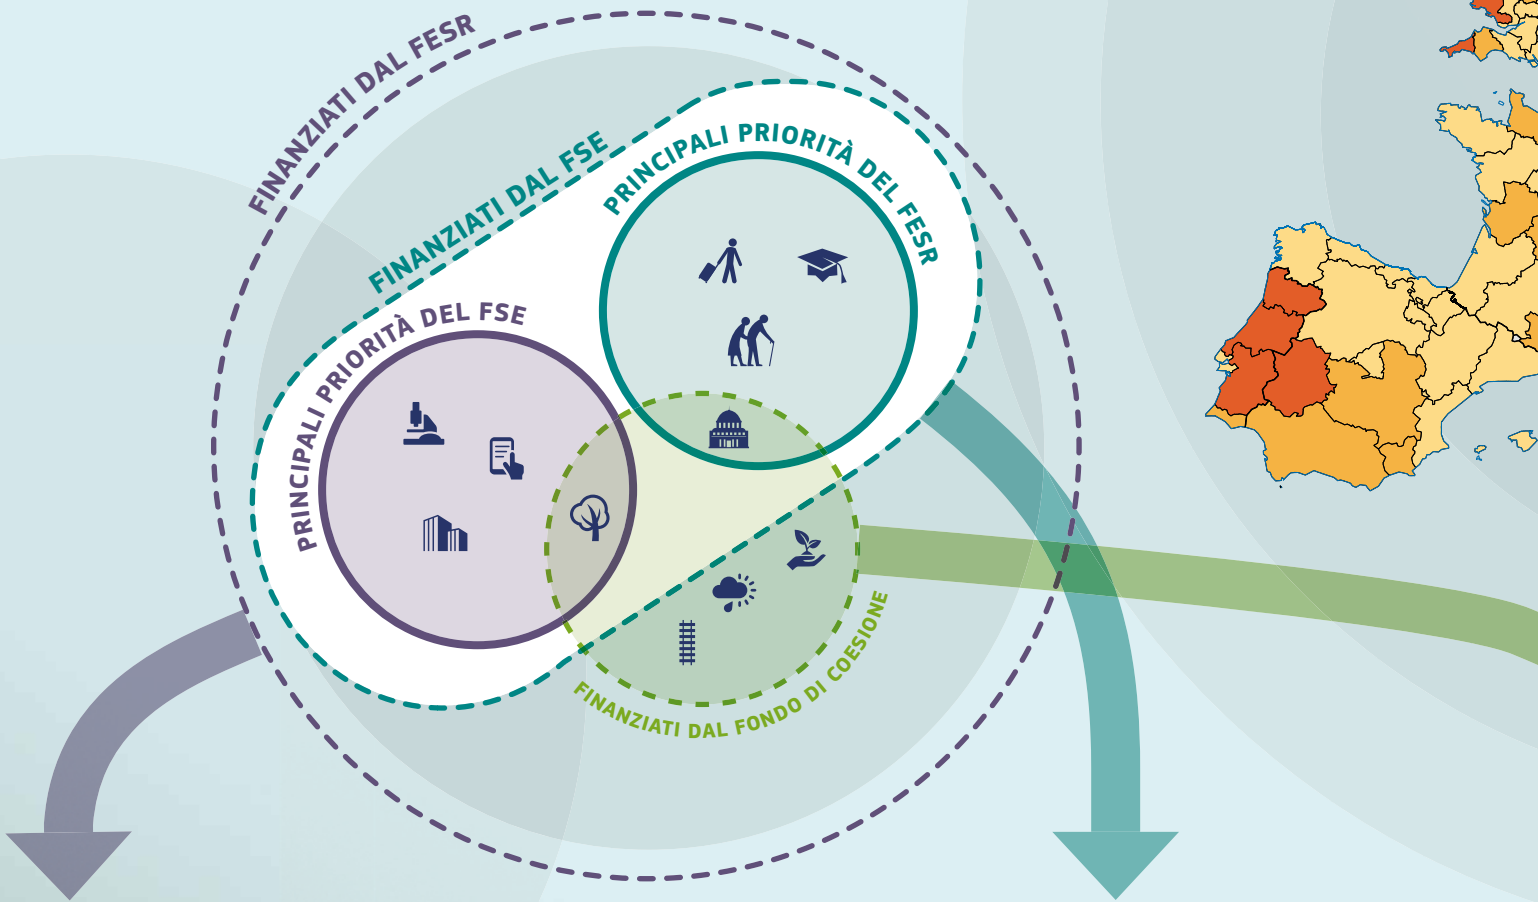 FINANZIATI DAL FESR
FINANZIATI DAL FSE
PRINCIPALI PRIORITÀ DEL FESR
PRINCIPALI PRIORITÀ DEL FSE
FINANZIATI DAL FONDO DI COESIONE